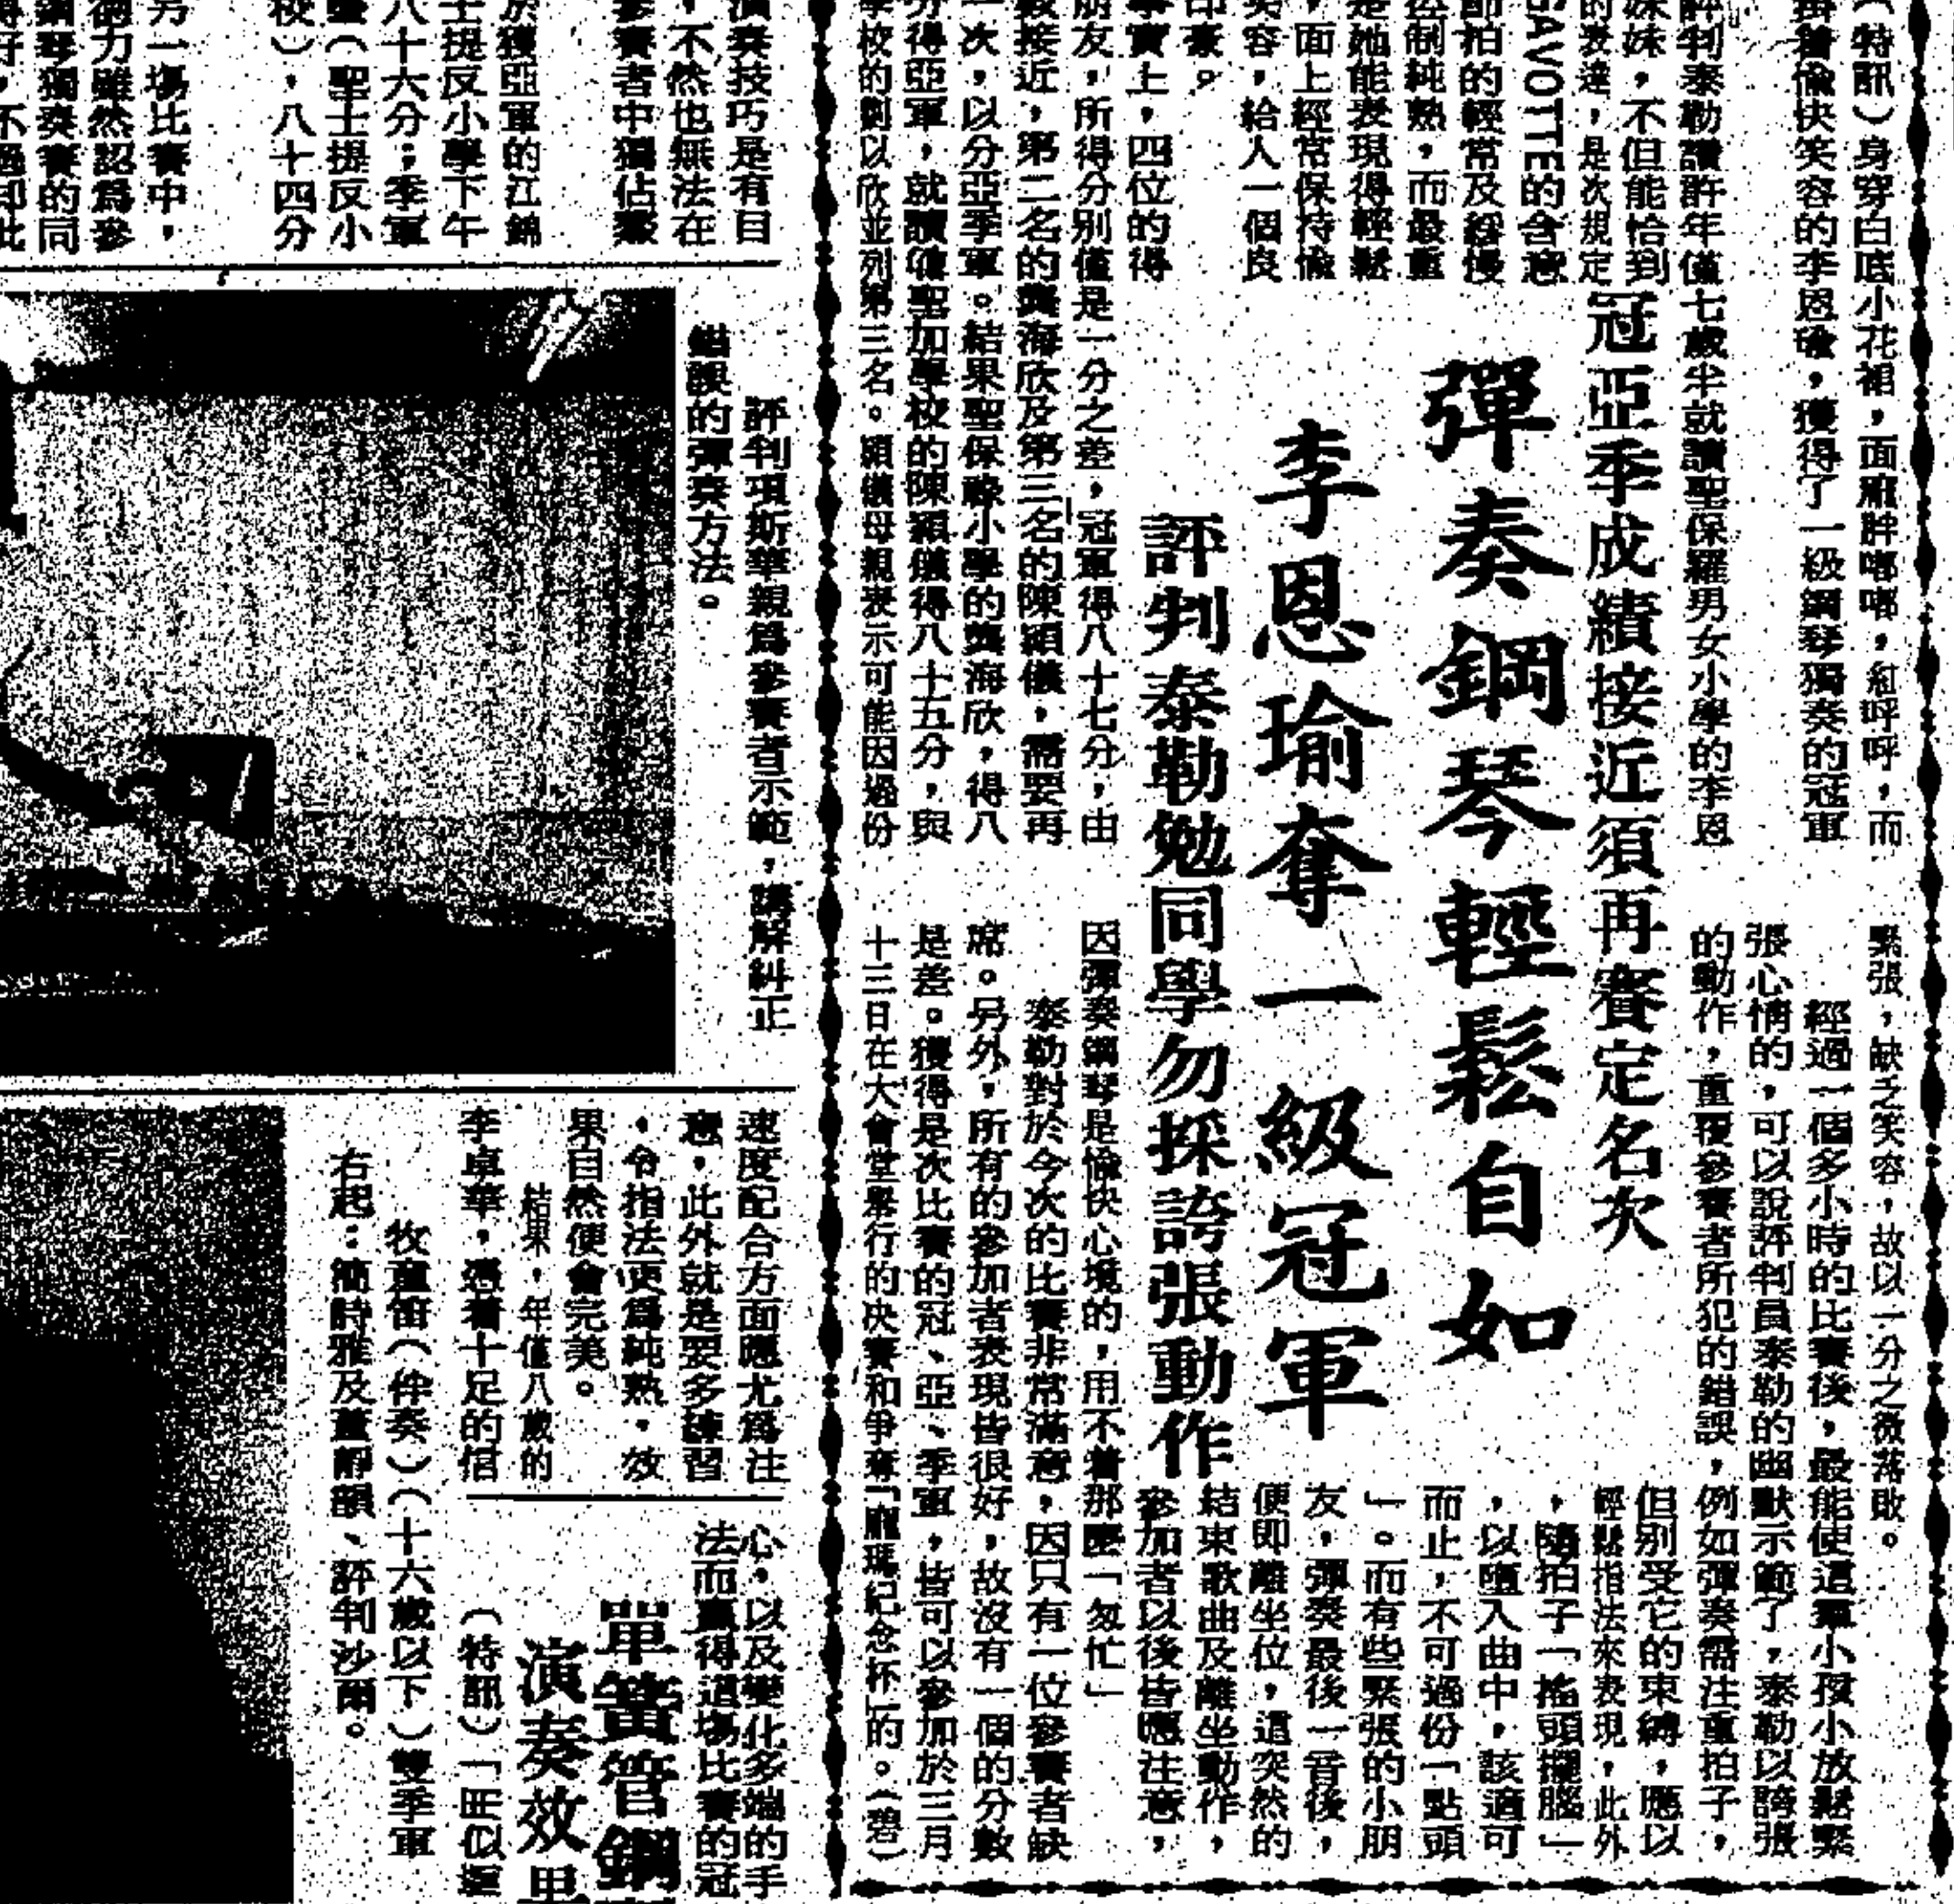 冠亞季成績接近須再賽定名次
彈奏鋼琴輕鬆自如
李恩瑜奪一級冠軍
評判泰勒勉同學勿採誇張動作
（特訊）身穿白底小花裙，面龐胖嘟嘟，紅呼呼，而
掛着愉快笑容的李恩瑜，獲得了一級鋼琴獨奏的冠軍
評判泰勒讚許年僅七歲半就讀聖保羅男女小學的李恩
妹妹，不但能恰到
的表達，是次規定
GAVOTTE的含意
節拍的輕常及緩慢
控制純熟，而最重
是她能表現得輕鬆
，面上經常保持愉
笑容，給人一個良
印象。
事實上，四位的得
朋友，所得分別僅是一分之差，冠軍得八十七分，由
較接近，第二名的龔海欣及第三名的陳穎儀，需要再
一次，以分亞季軍。結果聖保祿小學的龔海欣，得八
分得亞軍，就讀聖加學校的陳穎儀得八十五分，與
學校的劉以欣並列第三名。穎儀母親表示可能因過份
緊張，缺乏笑容，故以一分之微落敗。
經過一個多小時的比賽後，最能使這羣小孩小放鬆緊
張心情的，可以說評判員泰勒的幽默示範了，泰勒以誇張
的動作，重覆參賽者所犯的錯誤，例如彈奏需注重拍子，
但別受它的束縛，應以
輕鬆指法來表現，此外
，隨拍子「搖頭擺腦」
，以墮入曲中，該適可
而止，不可過份一點頭
」。而有些緊張的小朋
友，彈奏最後一音後，
便即離坐位，這突然的
結束歌曲及離坐動作，
參加者以後皆應注意，
因彈奏鋼琴是愉快心境的，用不着那麼「匆忙」
泰勒對於今次的比賽非常滿意，因只有一位參賽者缺
席。另外，所有的參加者表現皆很好，故沒有一個的分數
是差。獲得是次比賽的冠、亞、季軍，皆可以參加於三月
十三日在大會堂舉行的決賽和爭奪「龐瑪紀念杯」的。（碧）
演奏技巧是有目
，不然也無法在
參賽者中獨佔鰲
於獲亞軍的江錦
士提反小學下午
八十六分；季軍
（聖士提反小
校），八十四分
另一場比賽中，
德力雖然認爲參
鋼琴獨奏賽的同
得好，不過却此
評判項斯華親爲參賽者示範，講解糾正
錯誤的彈奏方法。
速度配合方面應尤爲注
意，此外就是要多練習
，令指法更爲純熟，效
果自然便會完美。
結果，年僅八歲的
李卓華，憑着十足的信
心，以及變化多端的手
法而贏得這場比賽的冠
牧童笛（伴奏）（十六歲以下）雙季軍
右起：簡詩雅及董靜韻、評判沙爾。
單簧管鋼
演奏效果
（特訊）「